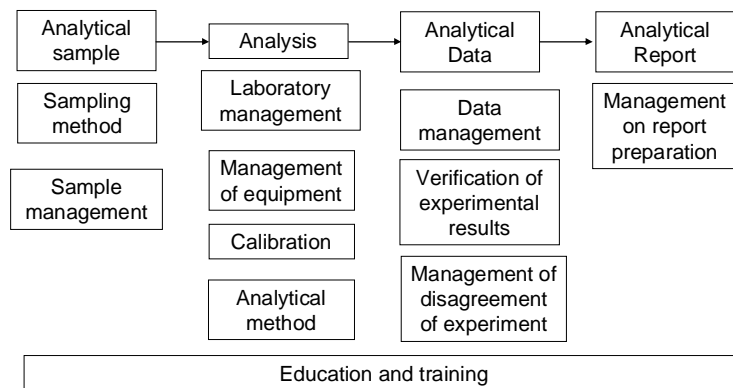 Analytical
sample
Analysis
Analytical
Data
Analytical
Report
Sampling
method
Sample
management
Laboratory
management
Management
of equipment
Calibration
Analytical
method
Data
management
Verification of
experimental
results
Management of
disagreement
of experiment
Management
on report
preparation
Education and training